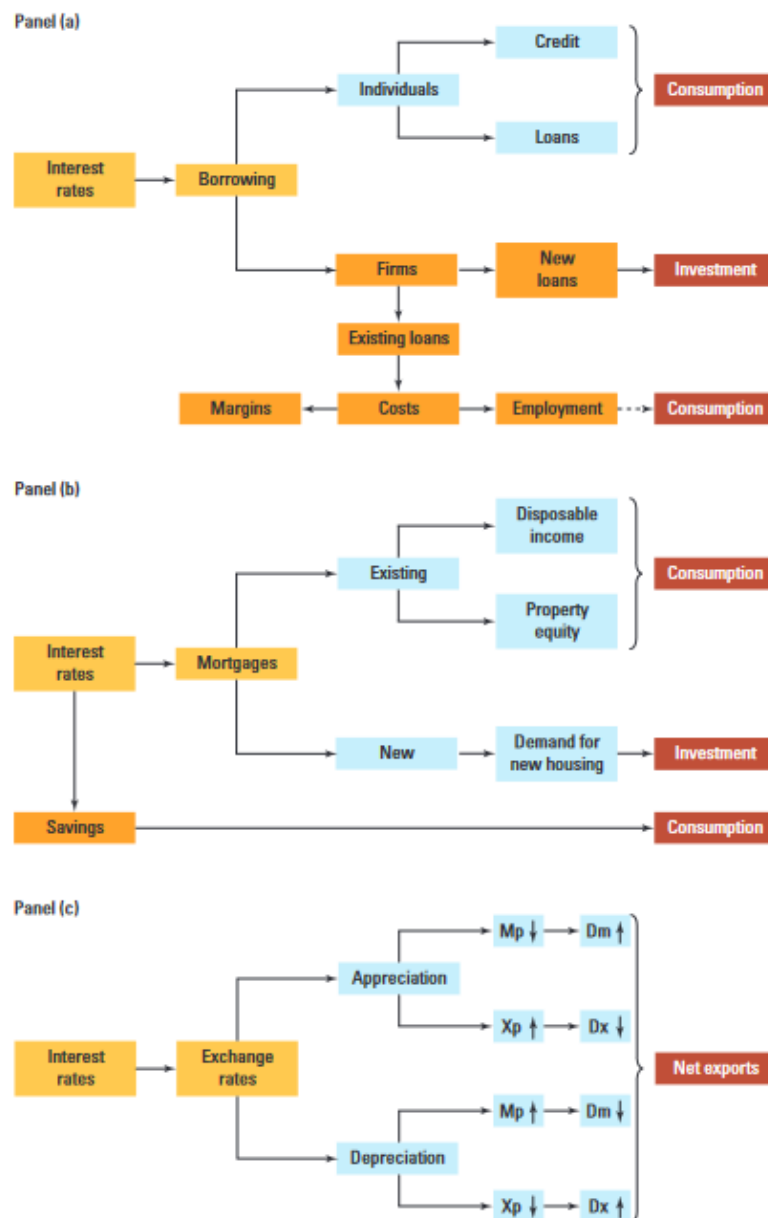 Panel (a)
Credit
Individuals
Consumption
Loans
Interest
rates
Borrowing
Firms
New
loans
Investment
Existing loans
Margins
Costs
Employment
Consumption
Panel (b)
Disposable
income
Existing
Consumption
Property
equity
Interest
rates
Mortgages
New
Demand for
new housing
Investment
Savings
Consumption
Panel (c)
Mp ↓
Dm ↑
Appreciation
Xp ↑
Dx ↓
Interest
rates
Exchange
rates
Net exports
Mp ↑
Dm ↓
Depreciation
Xp ↓
Dx ↑